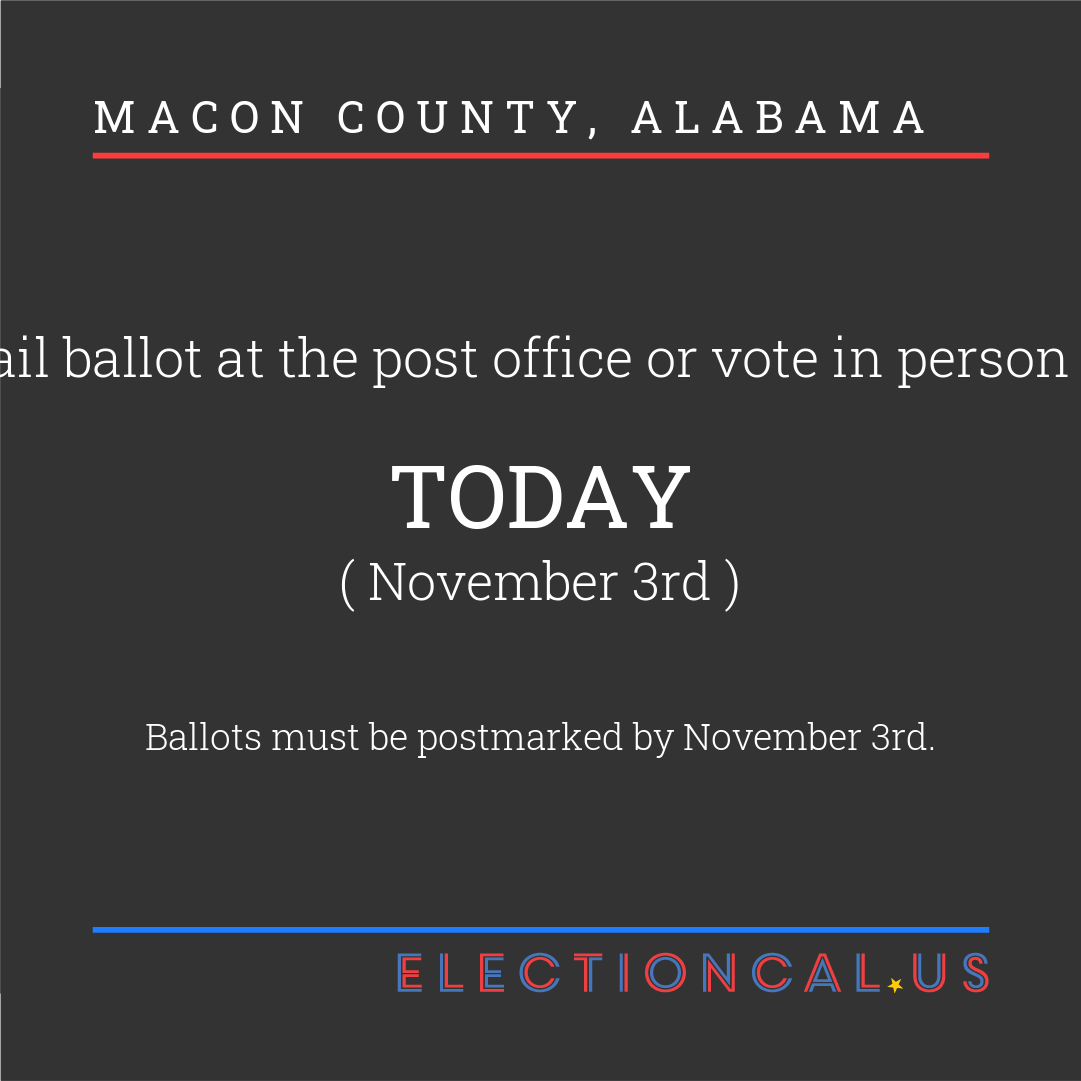 MACON COUNTY, ALABAMA
ail ballot at the post office or vote in person
TODAY
( November 3rd )
Ballots must be postmarked by November 3rd.
ELECTIONCAL.US